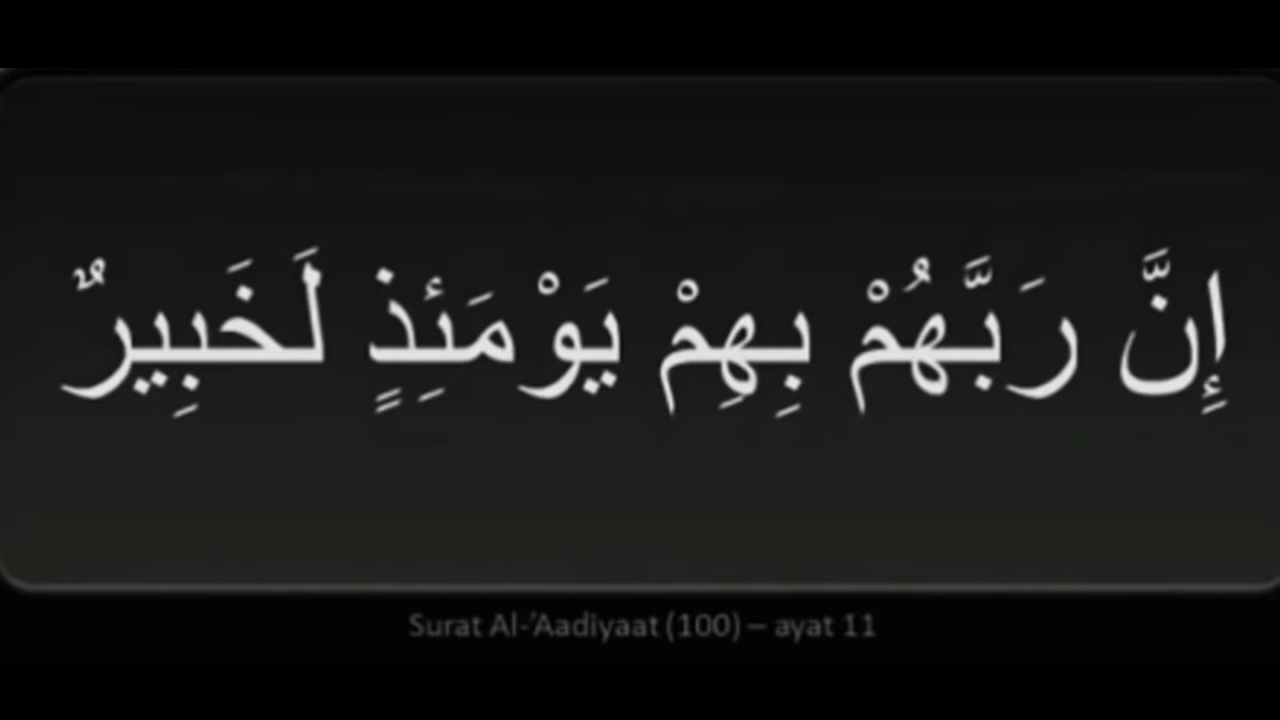 إِنَّ رَبَّهُمْ بِهِمْ يَوْمَئِذٍ لَخَبِيرٌ
Surat Al-’Aadiyaat (100) – ayat 11